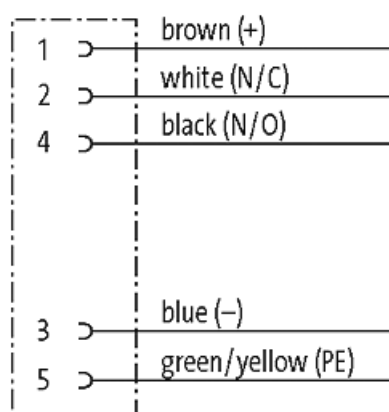 1 brown (+)
2 white (N/C)
4 black (N/O)
3 blue (–)
5 green/yellow (PE)